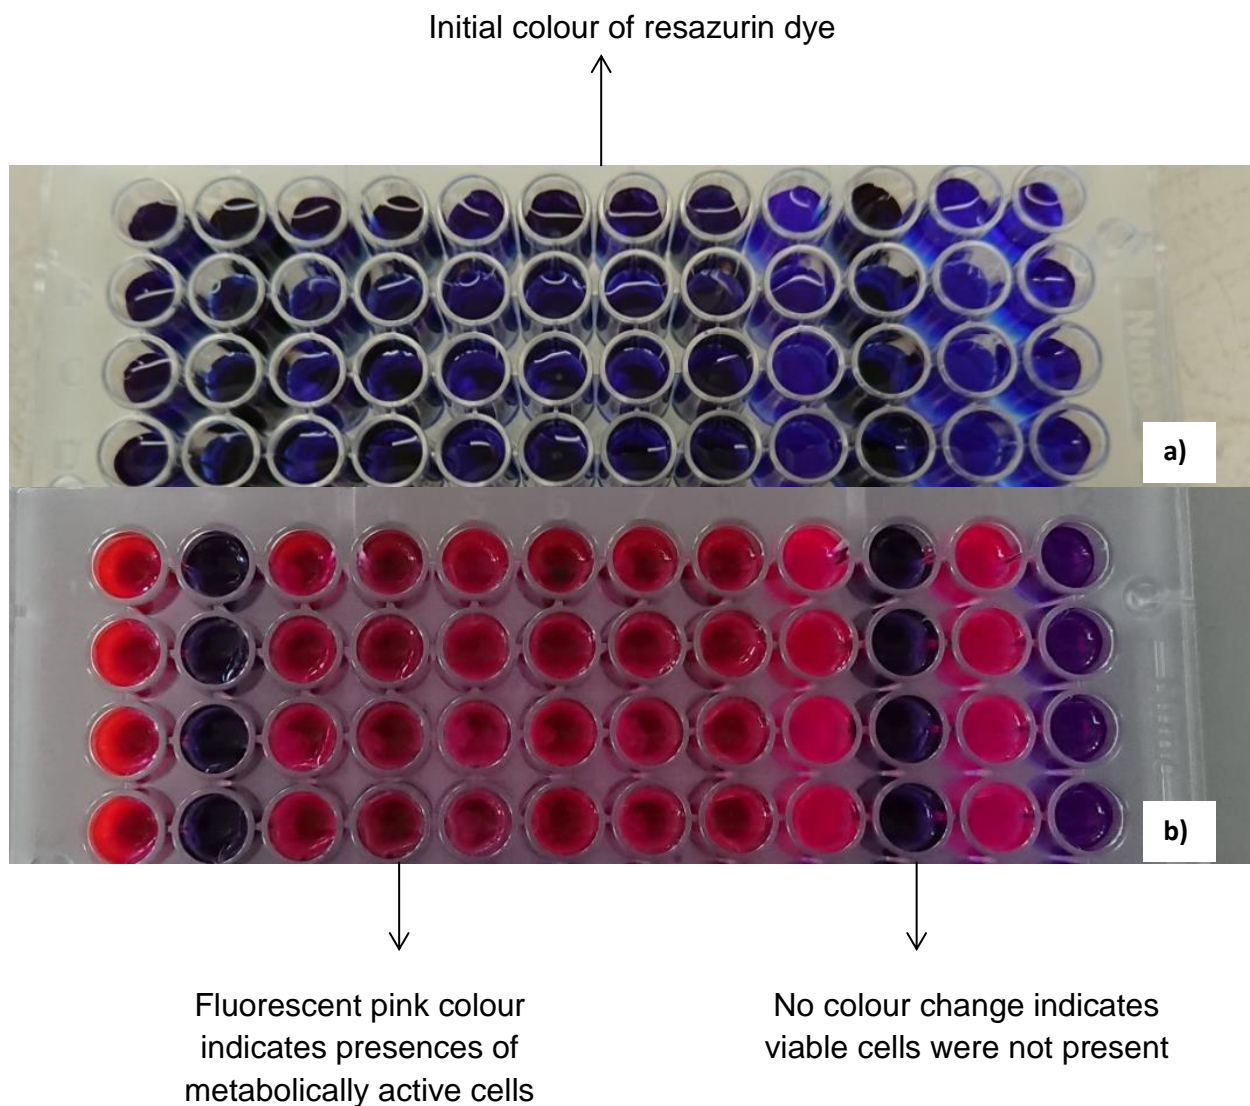 Initial colour of resazurin dye
a)
b)
Fluorescent pink colour
indicates presences of
metabolically active cells
No colour change indicates
viable cells were not present